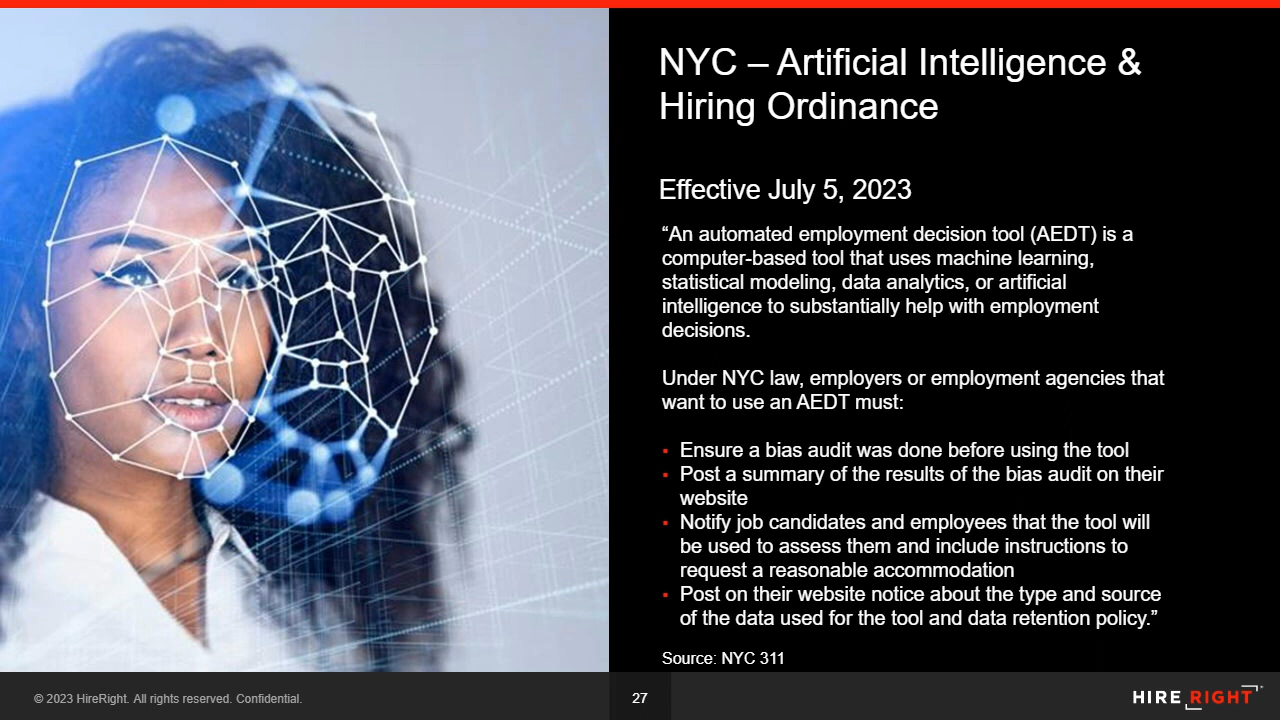 NYC – Artificial Intelligence &
Hiring Ordinance
Effective July 5, 2023
“An automated employment decision tool (AEDT) is a
computer-based tool that uses machine learning,
statistical modeling, data analytics, or artificial
intelligence to substantially help with employment
decisions.
Under NYC law, employers or employment agencies that
want to use an AEDT must:
▪ Ensure a bias audit was done before using the tool
▪ Post a summary of the results of the bias audit on their
website
▪ Notify job candidates and employees that the tool will
be used to assess them and include instructions to
request a reasonable accommodation
▪ Post on their website notice about the type and source
of the data used for the tool and data retention policy.”
Source: NYC 311
© 2023 HireRight. All rights reserved. Confidential.
27
HIRE RIGHT